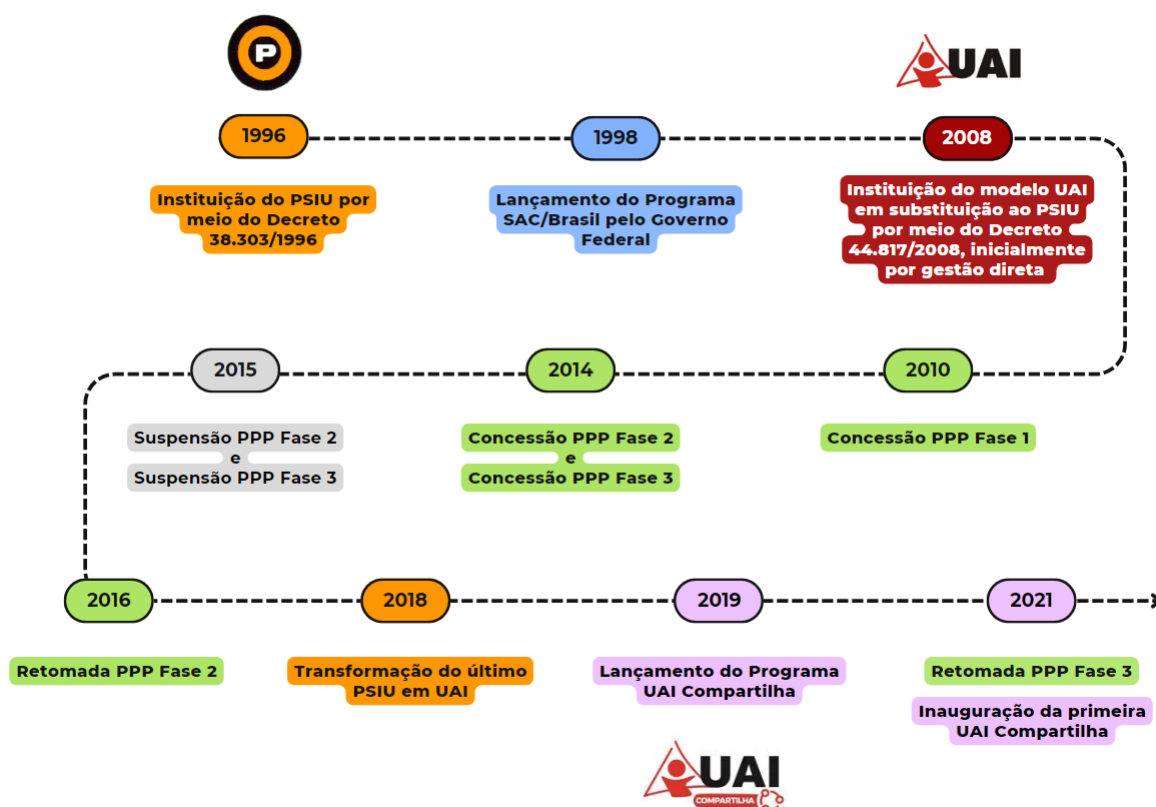 P
UAI
1996
1998
2008
Instituição do PSIU por
meio do Decreto
38.303/1996
Lançamento do Programa
SAC/Brasil pelo Governo
Federal
Instituição do modelo UAI
em substituição ao PSIU
por meio do Decreto
44.817/2008, inicialmente
por gestão direta
2015
2014
2010
Suspensão PPP Fase 2
e
Suspensão PPP Fase 3
Concessão PPP Fase 2
e
Concessão PPP Fase 3
Concessão PPP Fase 1
2016
2018
2019
2021
Retomada PPP Fase 2
Transformação do último
PSIU em UAI
Lançamento do Programa
UAI Compartilha
Retomada PPP Fase 3
Inauguração da primeira
UAI Compartilha
UAI
COMPARTILHA